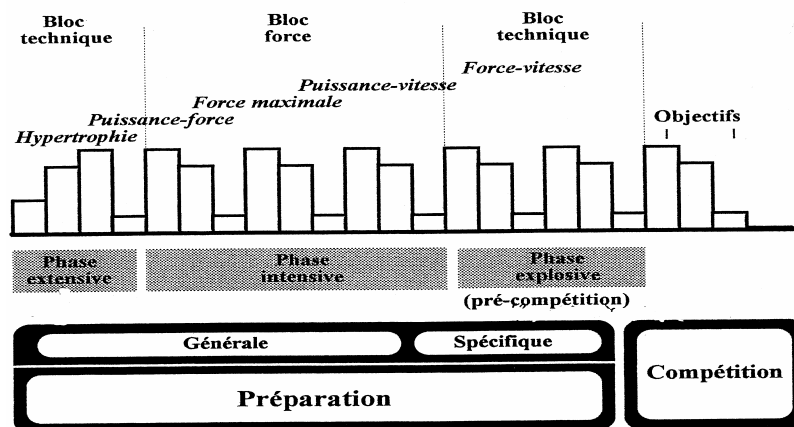 Bloc
technique
Bloc
force
Bloc
technique
Force-vitesse
Puissance-vitesse
Force maximale
Puissance-force
Hypertrophie
Objectifs
Phase
extensive
Phase
intensive
Phase
explosive
(pré-compétition)
Générale
Spécifique
Préparation
Compétition